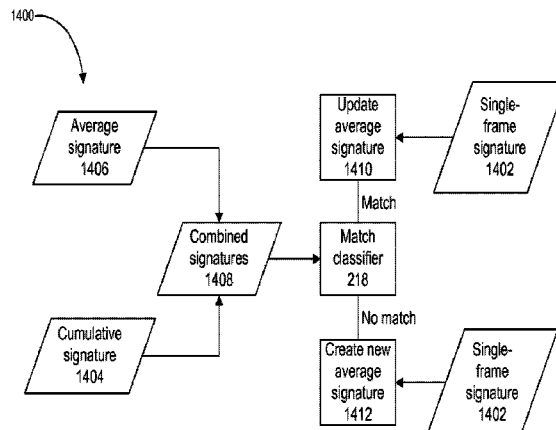 1400
Average
signature
1406
Update
average
signature
1410
Single-
frame
signature
1402
Match
Combined
signatures
1408
Match
classifier
218
No match
Cumulative
signature
1404
Create new
average
signature
1412
Single-
frame
signature
1402